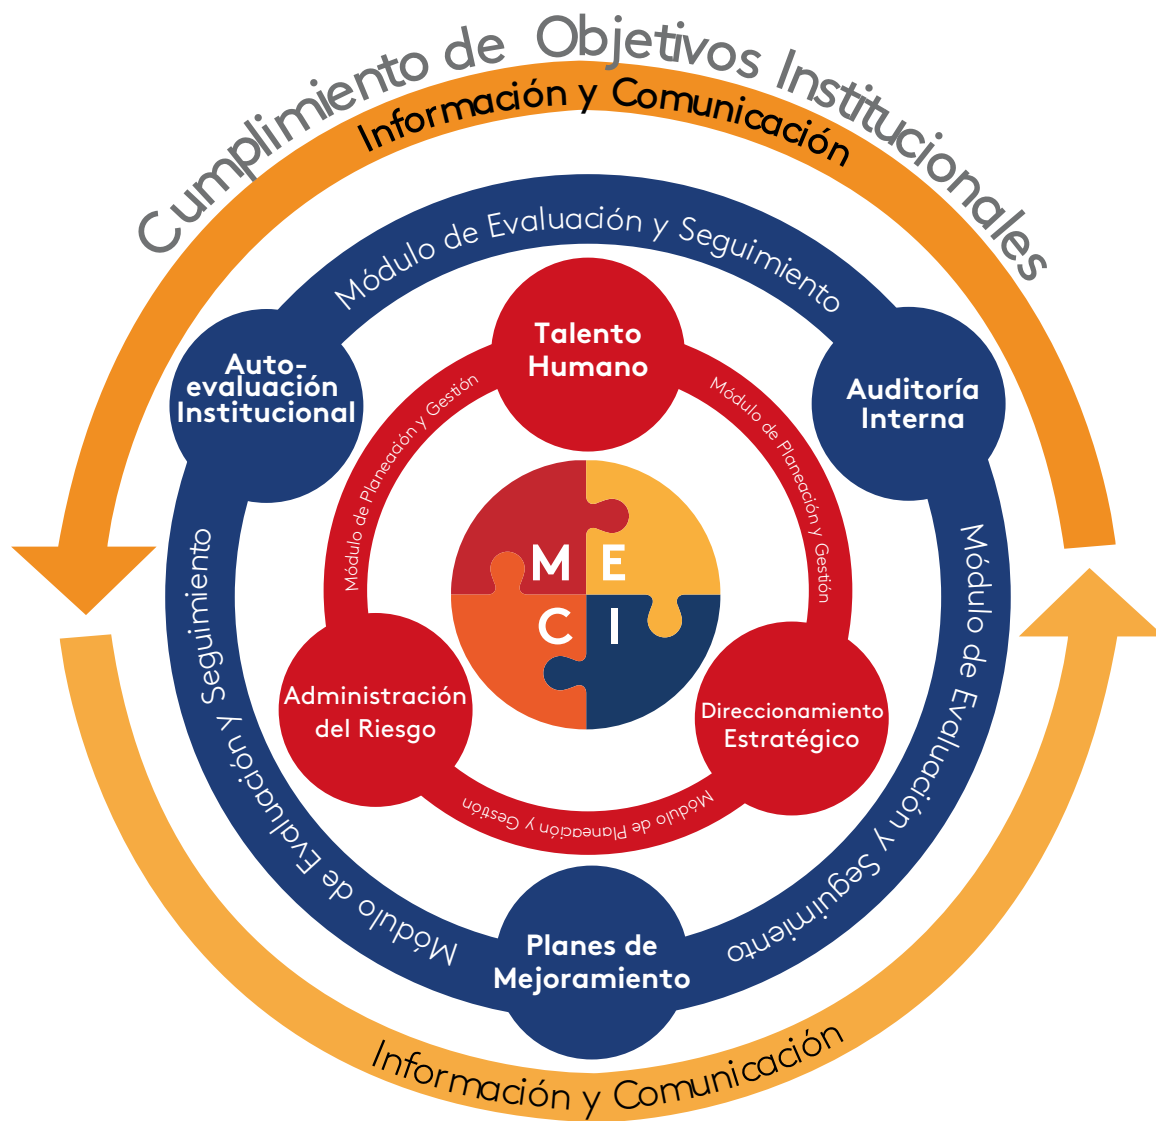 Cumplimiento de Objetivos Institucionales
Información y Comunicación
Módulo de Evaluación y Seguimiento
Talento
Humano
Auto-
evaluación
Institucional
Auditoría
Interna
Módulo de Planeación y Gestión
Módulo de Planeación y Gestión
M E
C I
Módulo de Evaluación y Seguimiento
Módulo de Evaluación y Seguimiento
Administración
del Riesgo
Direccionamiento
Estratégico
Módulo de Planeación y Gestión
Planes de
Mejoramiento
Información y Comunicación